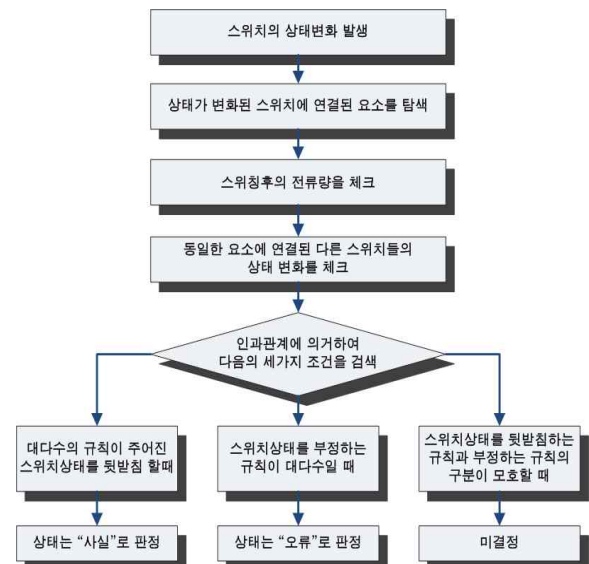 스위치의 상태변화 발생
상태가 변화된 스위치에 연결된 요소를 탐색
스위칭후의 전류량을 체크
동일한 요소에 연결된 다른 스위치들의
상태 변화를 체크
인과관계에 의거하여
다음의 세가지 조건을 검색
대다수의 규칙이 주어진
스위치상태를 뒷받침 할때
스위치상태를 부정하는
규칙이 대다수일 때
스위치상태를 뒷받침하는
규칙과 부정하는 규칙의
구분이 모호할 때
상태는 “사실”로 판정
상태는 “오류”로 판정
미결정